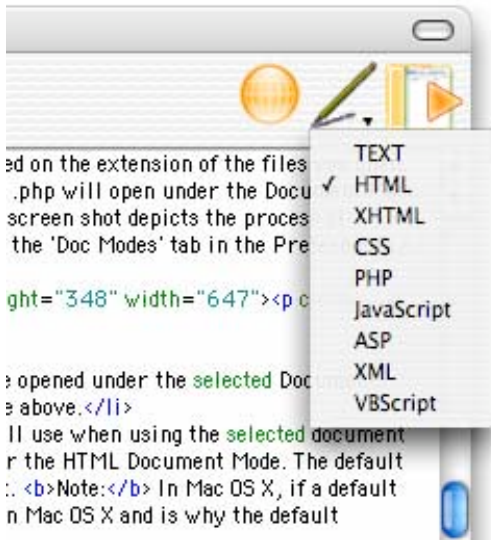 ed on the extension of the files
.php will open under the Docu
screen shot depicts the proces
the 'Doc Modes' tab in the Pre
ght="348" width="647"><p c
e opened under the selected Doc
e above.</li>
ll use when using the selected document
r the HTML Document Mode. The default
. <b>Note:</b> In Mac OS X, if a default
n Mac OS X and is why the default
TEXT
✓ HTML
XHTML
CSS
PHP
JavaScript
ASP
XML
VBScript